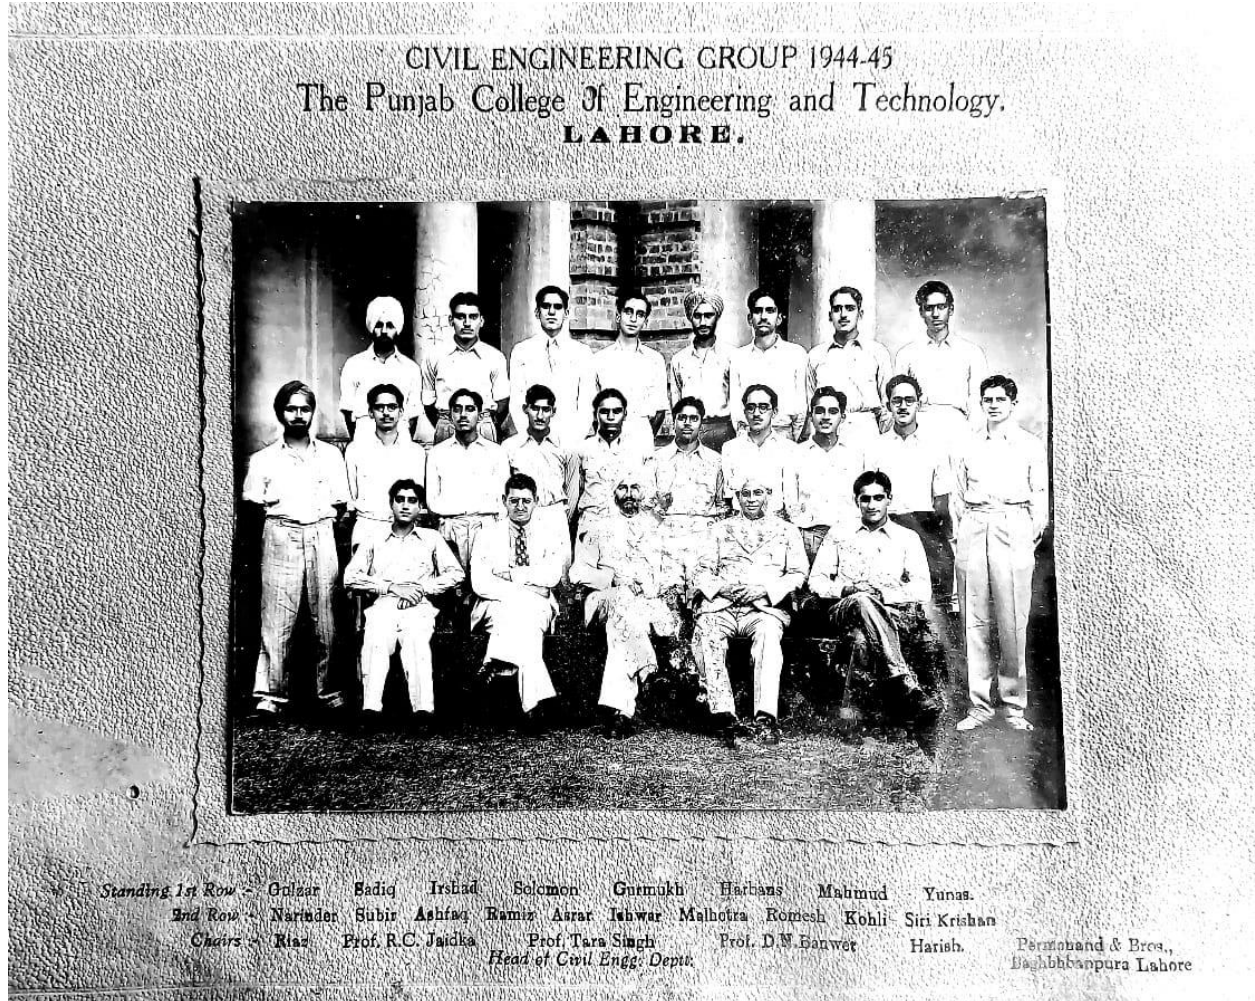 CIVIL ENGINEERING GROUP 1944-45
The Punjab College Of Engineering and Technology.
LAHORE.
Standing 1st Row :- Gulzar Sadiq Irshad Solomon Gurmukh Harbans Mahmud Yunas.
2nd Row :- Narinder Subir Ashfaq Ramiz Asrar Ishwar Malhotra Romesh Kohli Siri Krishan
Chairs :- Riaz Prof. R.C. Jaidka Prof. Tara Singh Prof. D.N. Banwet Harish.
Head of Civil Engg: Deptt:
Permanand & Bros.,
Baghbhbanpura Lahore